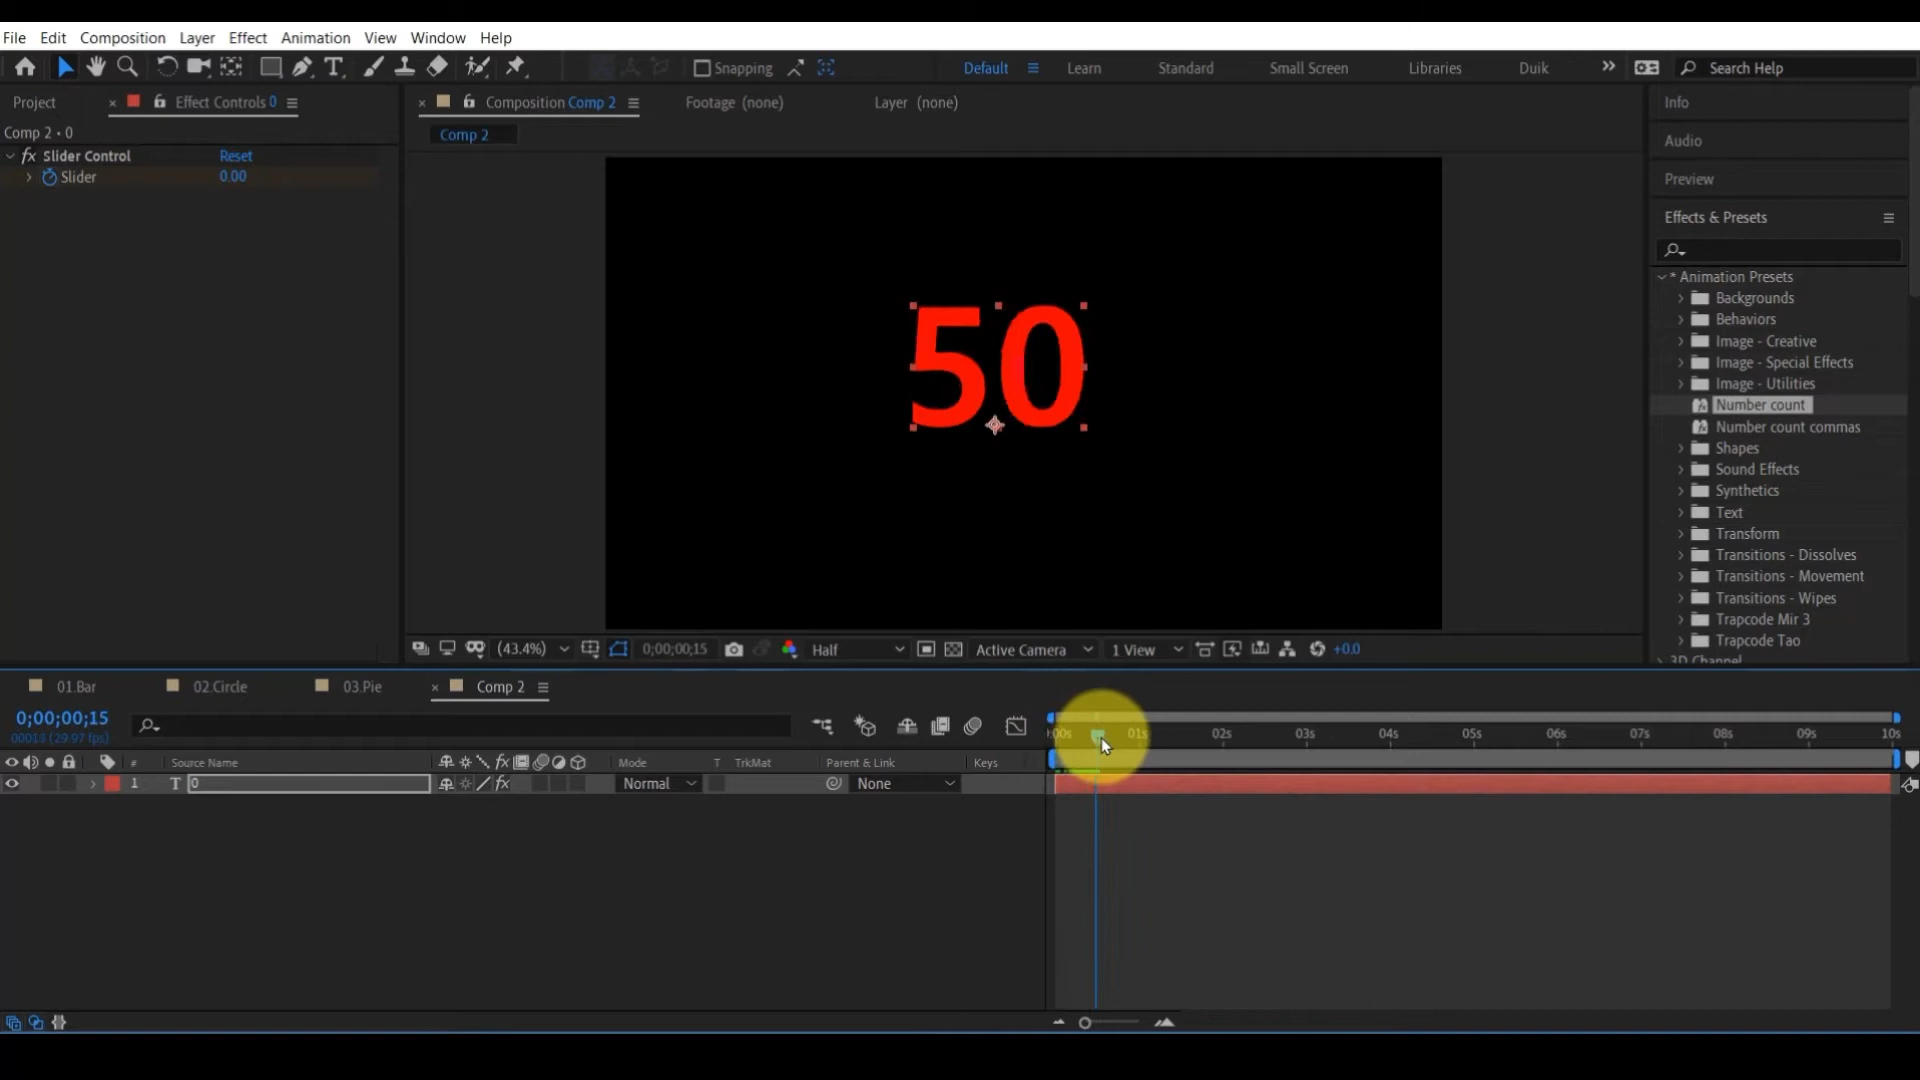 File Edit Composition Layer Effect Animation View Window Help
Snapping Default Learn Standard Small Screen Libraries Duik Search Help
Project Effect Controls 0 Composition Comp 2 Footage (none) Layer (none) Info
Comp 2 • 0
Comp 2
Audio
fx Slider Control Reset
Slider 0.00
Preview
Effects & Presets
* Animation Presets
Backgrounds
Behaviors
Image - Creative
Image - Special Effects
Image - Utilities
Number count
Number count commas
Shapes
Sound Effects
Synthetics
Text
Transform
Transitions - Dissolves
Transitions - Movement
Transitions - Wipes
Trapcode Mir 3
Trapcode Tao
3D Channel
50
(43.4%) 0;00;00;15 Half Active Camera 1 View +0.0
01.Bar 02.Circle 03.Pie Comp 2
0;00;00;15
(29.97 fps)
:00s 01s 02s 03s 04s 05s 06s 07s 08s 09s 10s
# Source Name fx Mode T TrkMat Parent & Link Keys
1 T 0 fx Normal None